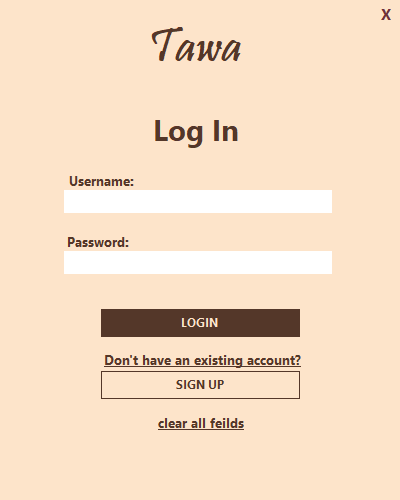 X
Tawa
Log In
Username:
Password:
LOGIN
Don't have an existing account?
SIGN UP
clear all feilds